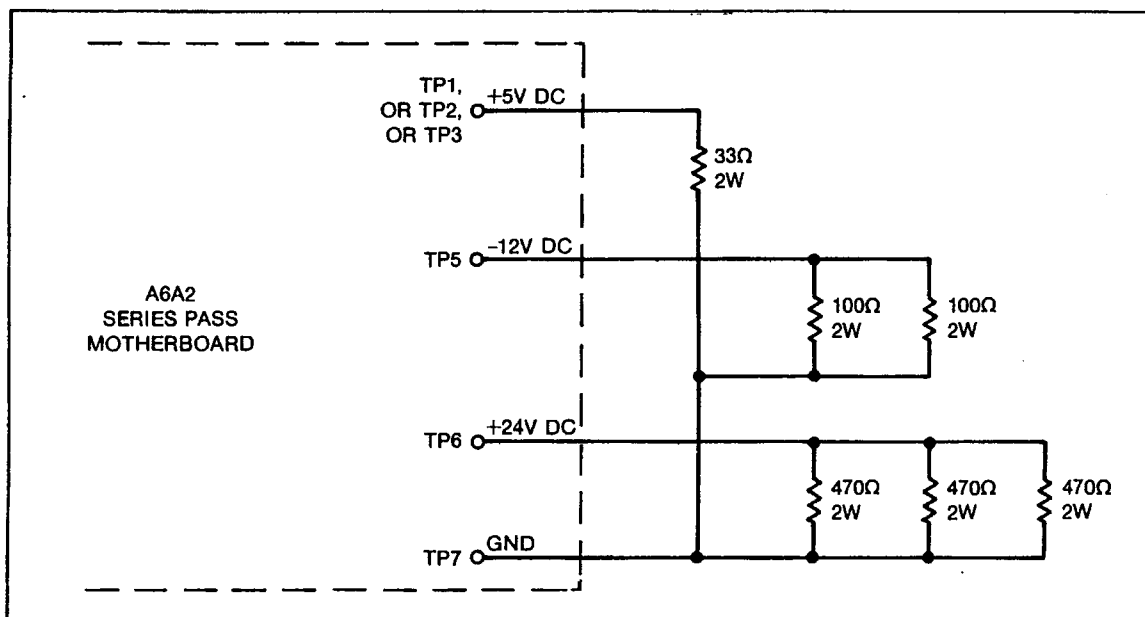 TP1,
OR TP2,
OR TP3
+5V DC
33Ω
2W
TP5
-12V DC
100Ω
2W
100Ω
2W
A6A2
SERIES PASS
MOTHERBOARD
TP6
+24V DC
470Ω
2W
470Ω
2W
470Ω
2W
TP7
GND